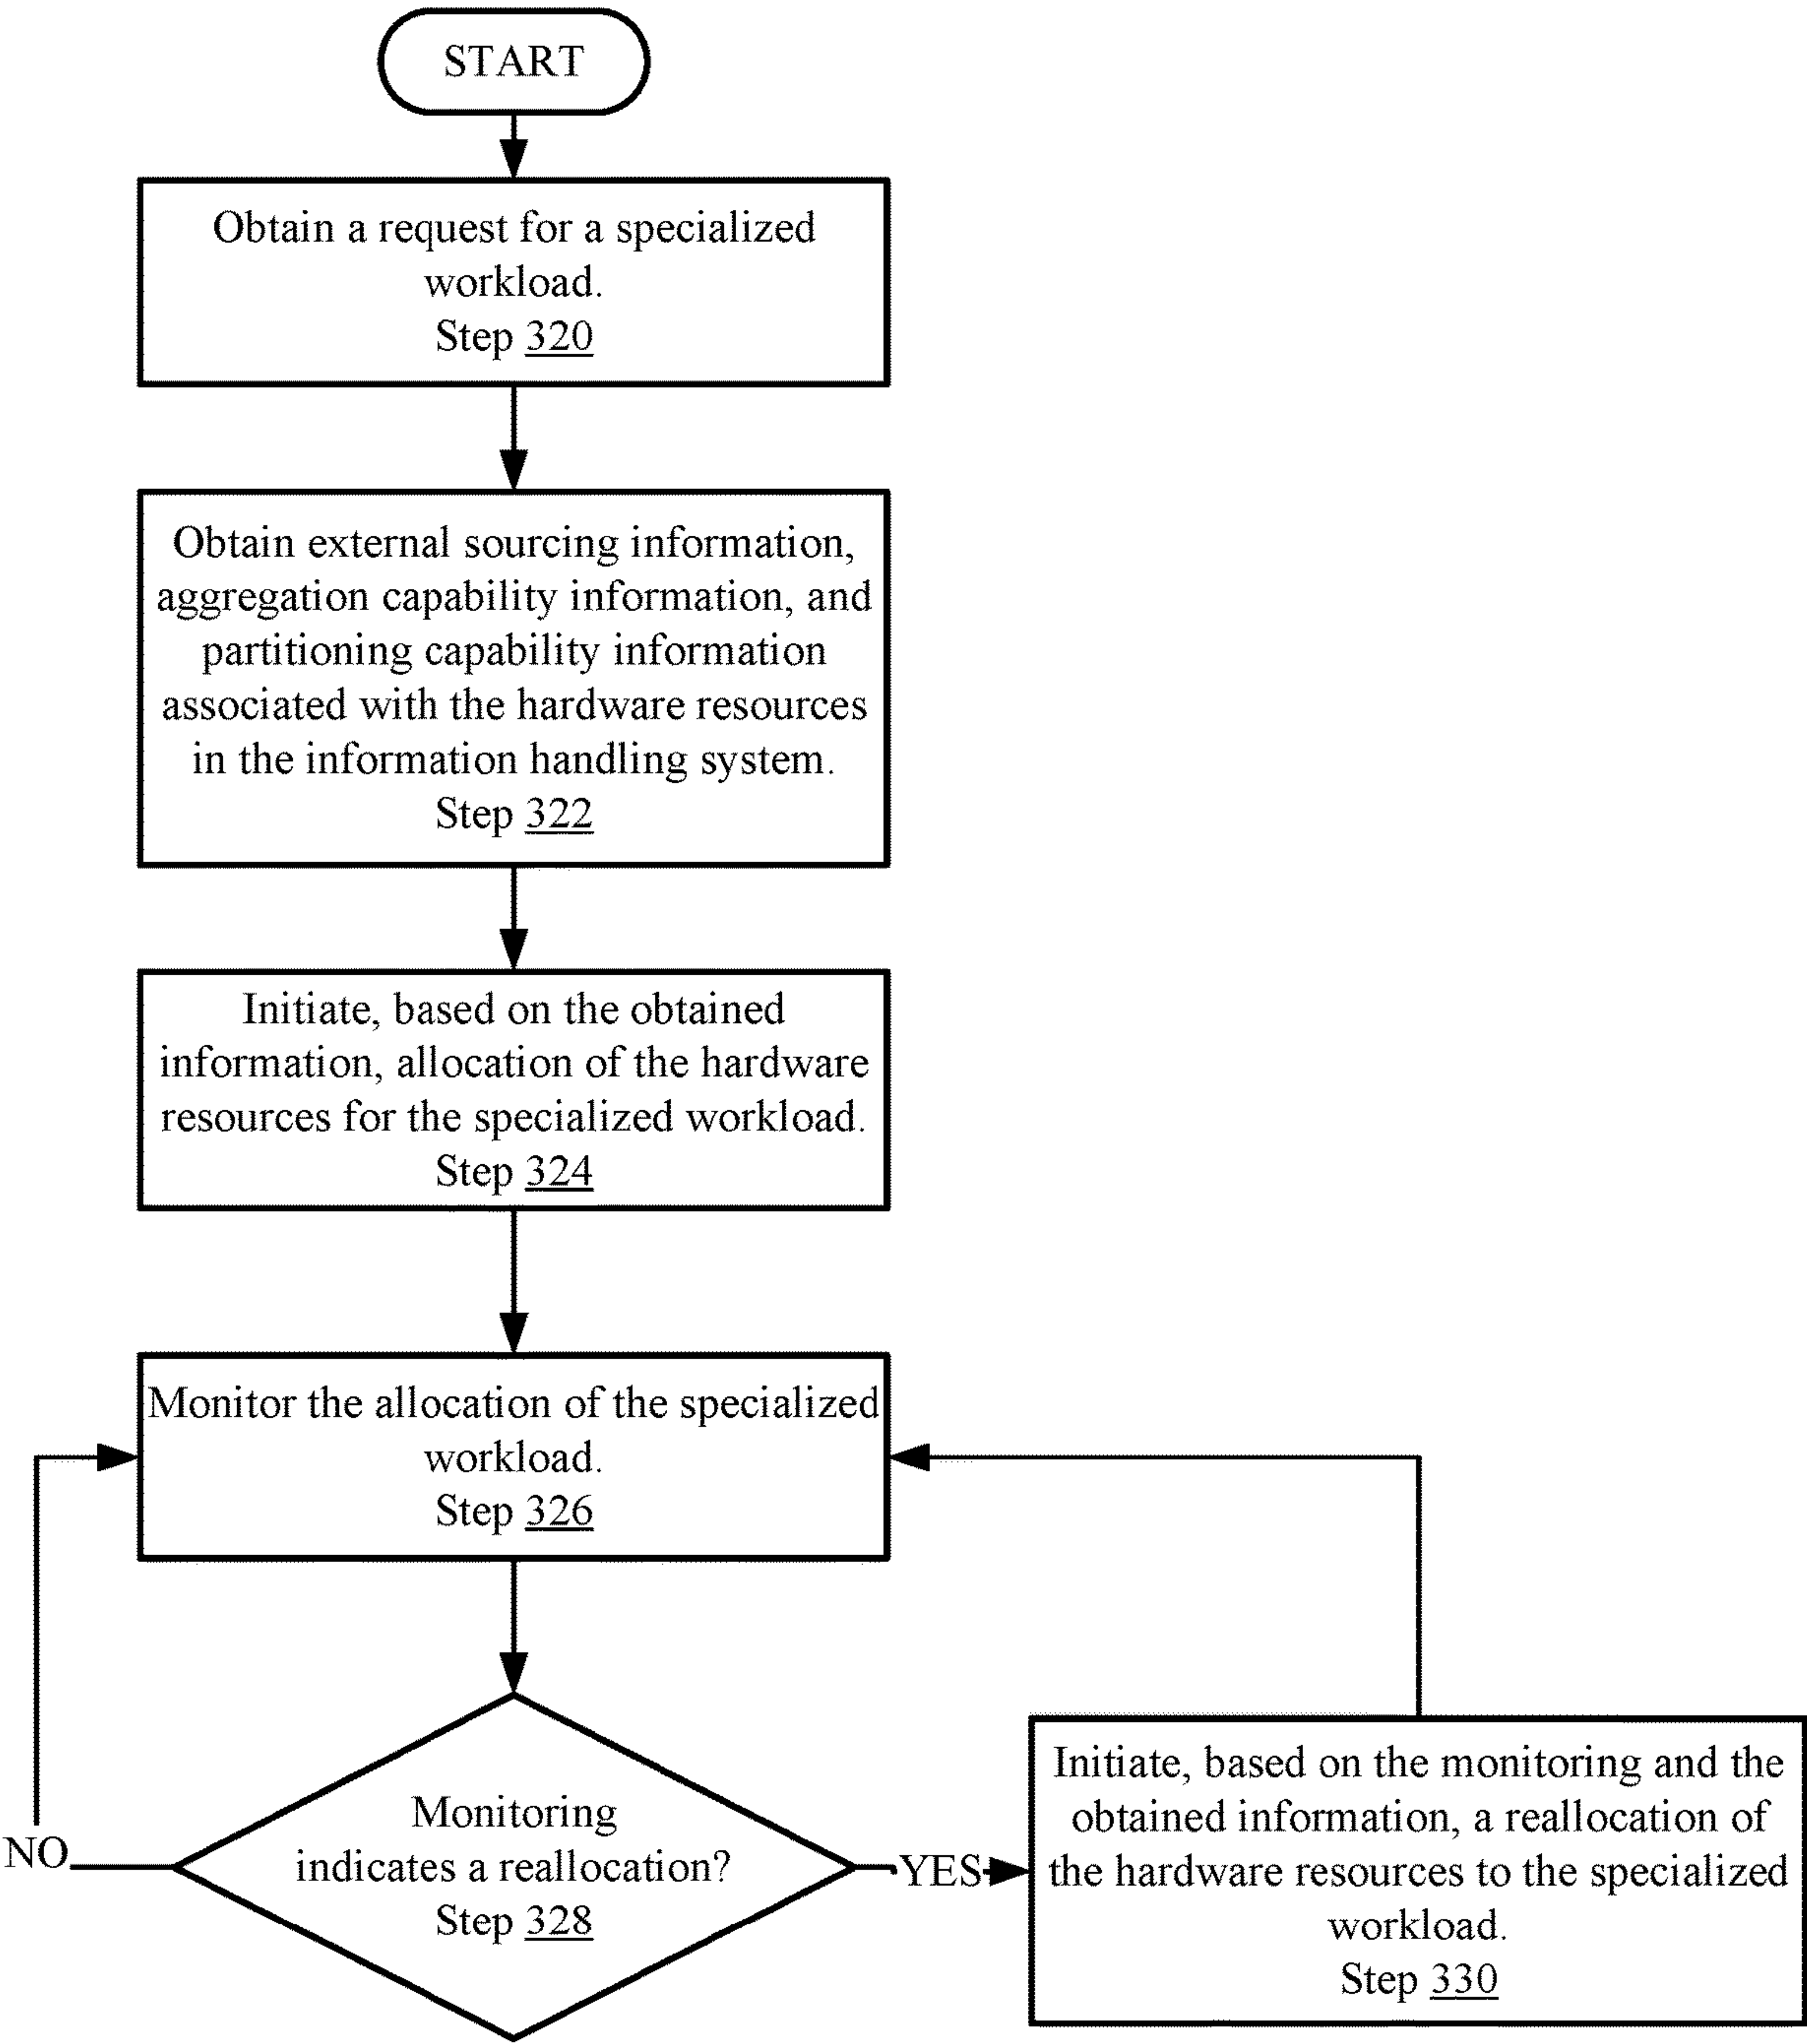 START
Obtain a request for a specialized
workload.
Step 320
Obtain external sourcing information,
aggregation capability information, and
partitioning capability information
associated with the hardware resources
in the information handling system.
Step 322
Initiate, based on the obtained
information, allocation of the hardware
resources for the specialized workload.
Step 324
Monitor the allocation of the specialized
workload.
Step 326
Monitoring
indicates a reallocation?
Step 328
NO
YES
Initiate, based on the monitoring and the
obtained information, a reallocation of
the hardware resources to the specialized
workload.
Step 330